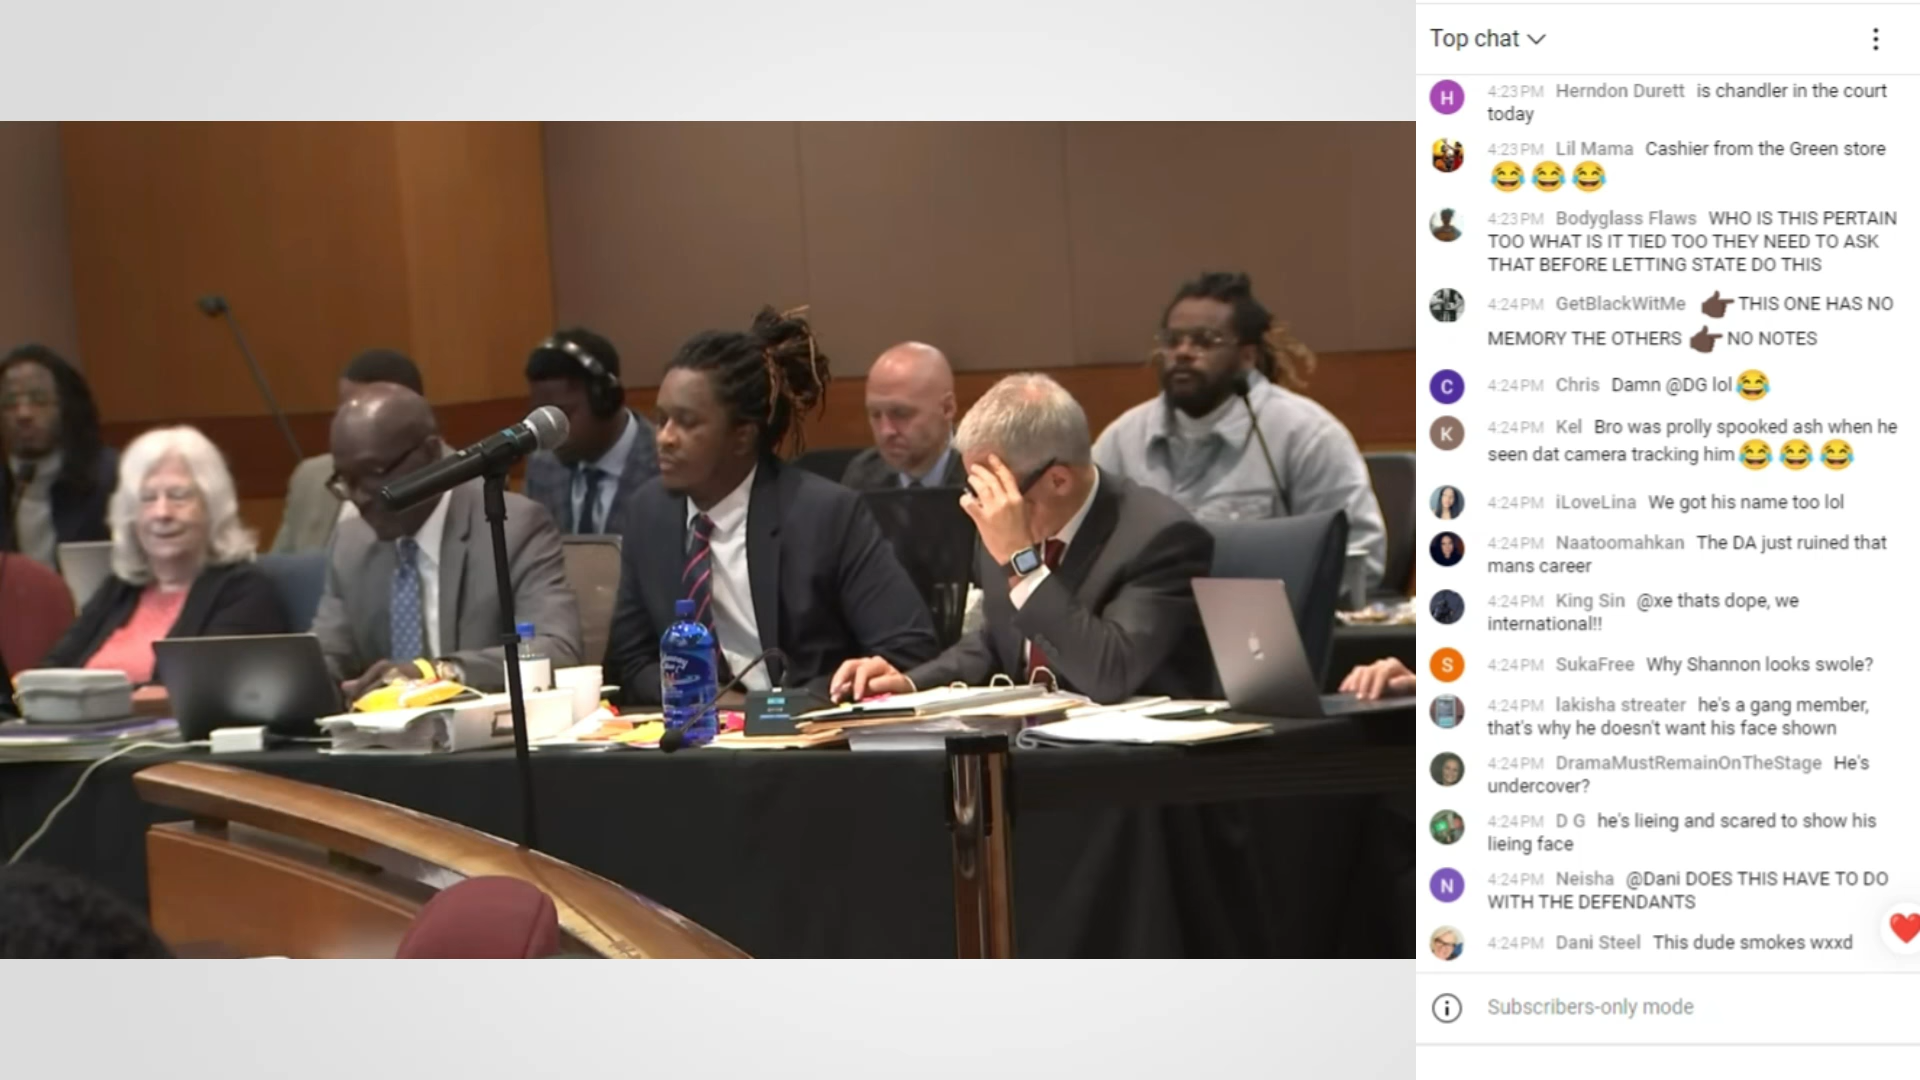 Top chat
4:23 PM Herndon Durett is chandler in the court
today
4:23 PM Lil Mama Cashier from the Green store
😂😂😂
4:23 PM Bodyglass Flaws WHO IS THIS PERTAIN
TOO WHAT IS IT TIED TOO THEY NEED TO ASK
THAT BEFORE LETTING STATE DO THIS
4:24 PM GetBlackWitMe 👉🏿 THIS ONE HAS NO
MEMORY THE OTHERS 👉🏿 NO NOTES
4:24 PM Chris Damn @DG lol 😂
4:24 PM Kel Bro was prolly spooked ash when he
seen dat camera tracking him 😂😂😂
4:24 PM iLoveLina We got his name too lol
4:24 PM Naatoomahkan The DA just ruined that
mans career
4:24 PM King Sin @xe thats dope, we
international!!
4:24 PM SukaFree Why Shannon looks swole?
4:24 PM lakisha streater he's a gang member,
that's why he doesn't want his face shown
4:24 PM DramaMustRemainOnTheStage He's
undercover?
4:24 PM D G he's lieing and scared to show his
lieing face
4:24 PM Neisha @Dani DOES THIS HAVE TO DO
WITH THE DEFENDANTS
4:24 PM Dani Steel This dude smokes wxxd
Subscribers-only mode
H
C
K
S
N